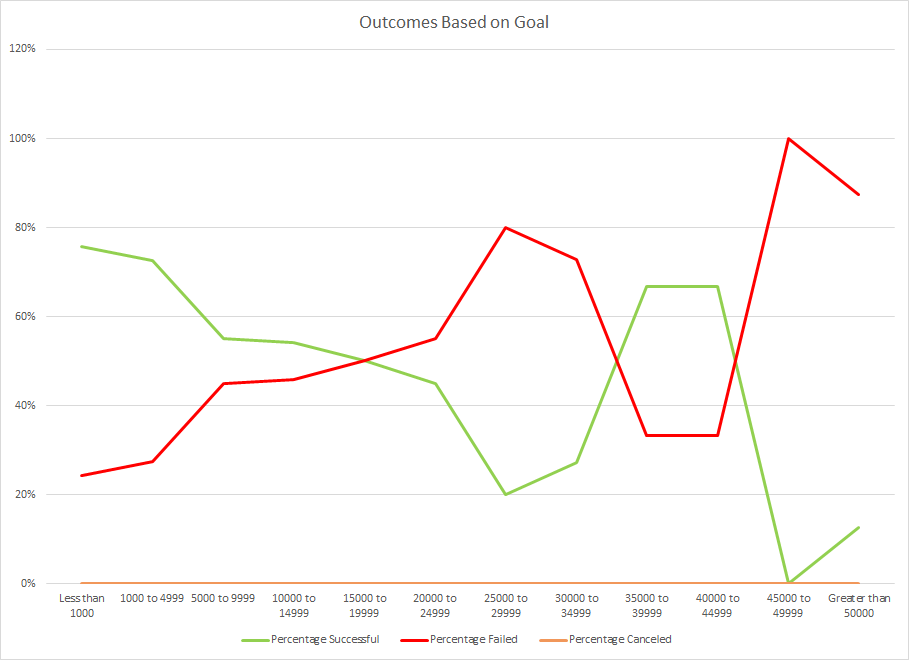 Outcomes Based on Goal
120%
100%
80%
60%
40%
20%
0%
Less than
1000
1000 to 4999
5000 to 9999
10000 to
14999
15000 to
19999
20000 to
24999
25000 to
29999
30000 to
34999
35000 to
39999
40000 to
44999
45000 to
49999
Greater than
50000
Percentage Successful
Percentage Failed
Percentage Canceled